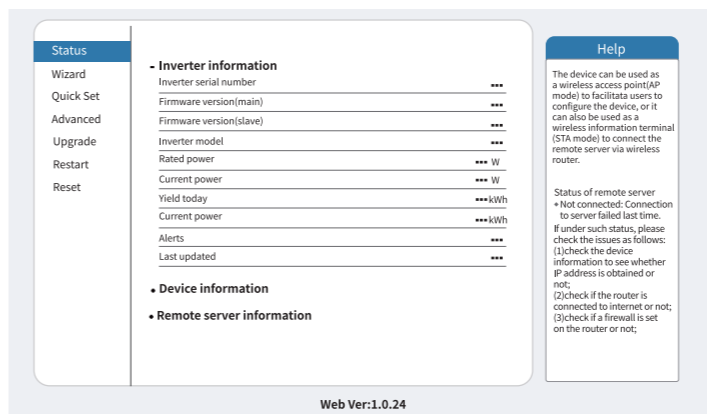 Status
Wizard
Quick Set
Advanced
Upgrade
Restart
Reset
- Inverter information
Inverter serial number ---
Firmware version(main) ---
Firmware version(slave) ---
Inverter model ---
Rated power --- W
Current power --- W
Yield today --- kWh
Current power --- kWh
Alerts ---
Last updated ---
• Device information
• Remote server information
Help
The device can be used as
a wireless access point(AP
mode) to facilitata users to
configure the device, or it
can also be used as a
wireless information terminal
(STA mode) to connect the
remote server via wireless
router.
Status of remote server
• Not connected: Connection
to server failed last time.
If under such status, please
check the issues as follows:
(1)check the device
information to see whether
IP address is obtained or
not;
(2)check if the router is
connected to internet or not;
(3)check if a firewall is set
on the router or not;
Web Ver:1.0.24